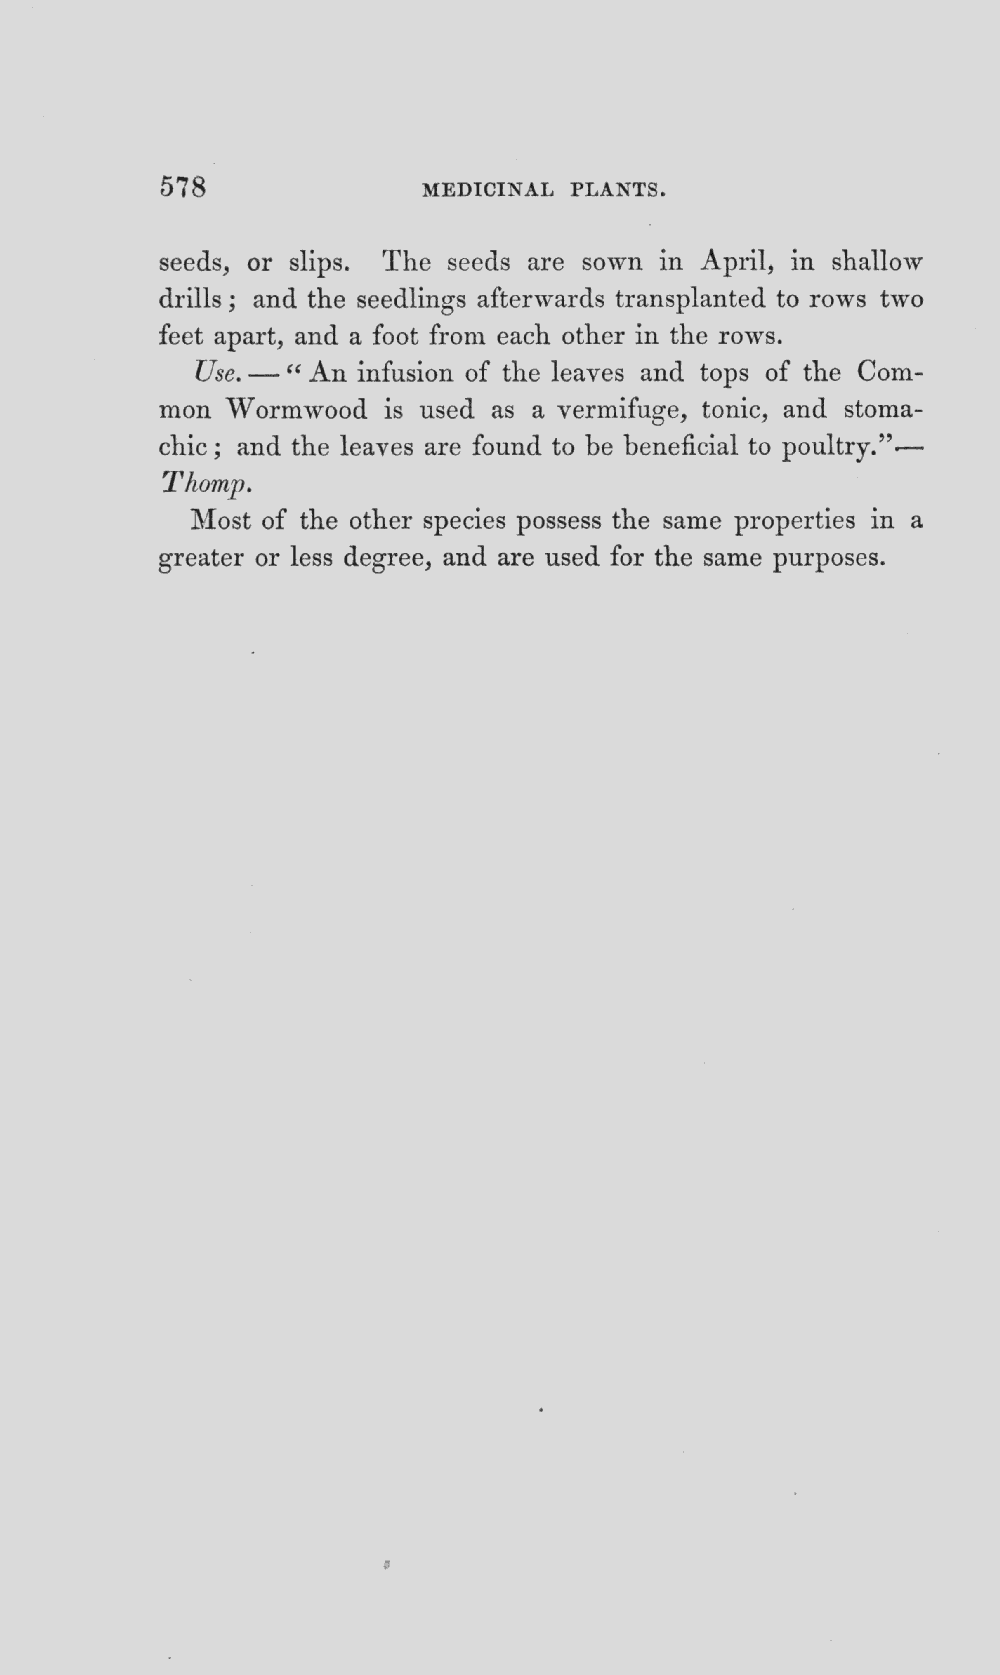 578 MEDICINAL PLANTS.
seeds, or slips. The seeds are sown in April, in shallow
drills; and the seedlings afterwards transplanted to rows two
feet apart, and a foot from each other in the rows.
Use. — “ An infusion of the leaves and tops of the Com-
mon Wormwood is used as a vermifuge, tonic, and stoma-
chic; and the leaves are found to be beneficial to poultry.”—
Thomp.
Most of the other species possess the same properties in a
greater or less degree, and are used for the same purposes.